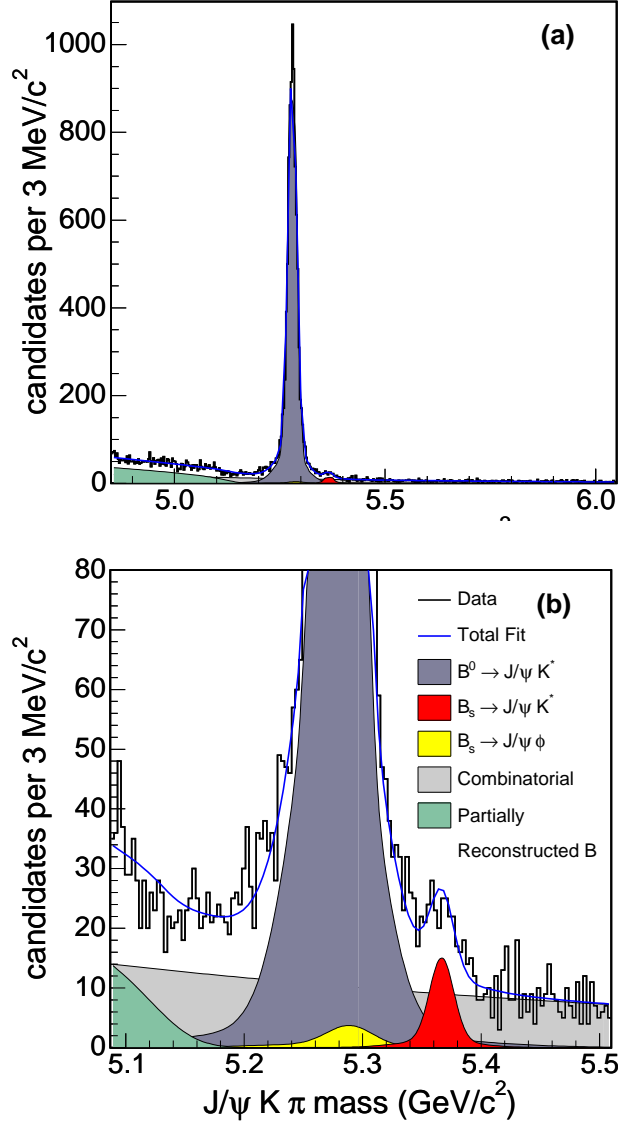 (a)
candidates per 3 MeV/c²
1000
800
600
400
200
0
5.0 5.5 6.0
(b)
candidates per 3 MeV/c²
80
70
60
50
40
30
20
10
0
Data
Total Fit
B⁰ → J/ψ K*
Bₛ → J/ψ K*
Bₛ → J/ψ ϕ
Combinatorial
Partially
Reconstructed B
5.1 5.2 5.3 5.4 5.5
J/ψ K π mass (GeV/c²)